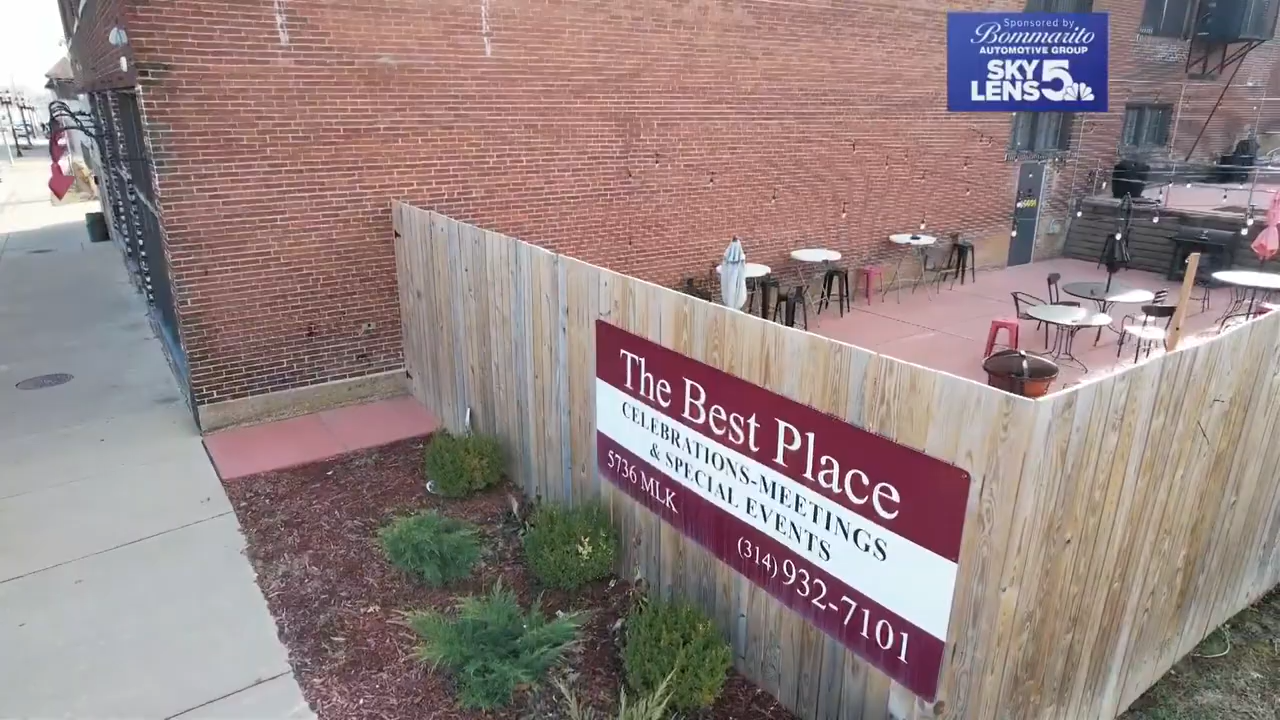 Sponsored by
Bommarito
AUTOMOTIVE GROUP
SKY
LENS 5
The Best Place
CELEBRATIONS-MEETINGS
& SPECIAL EVENTS
5736 MLK
(314) 932-7101